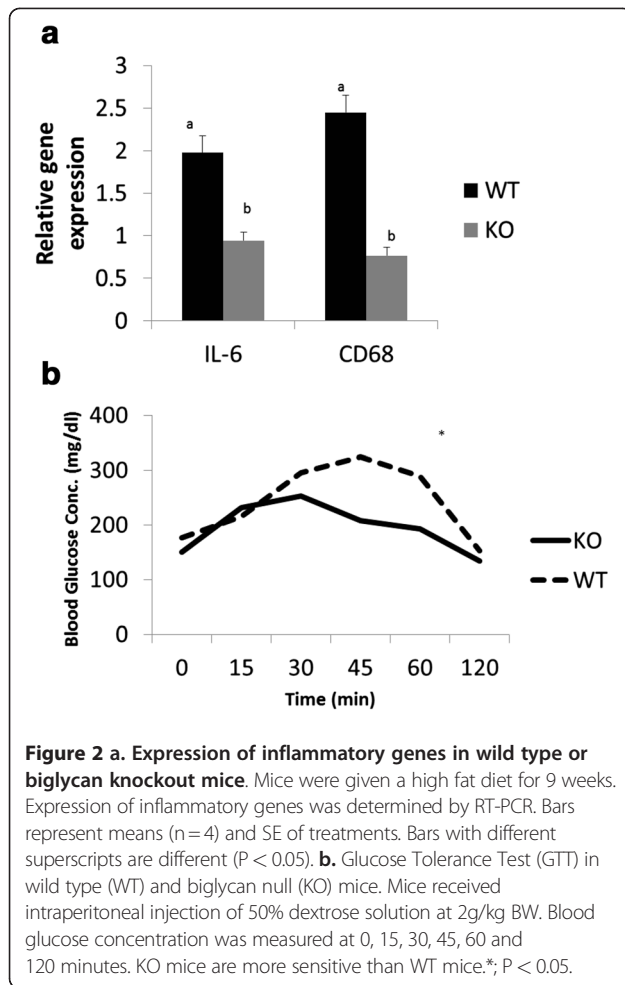 a
Relative gene
expression
3
2.5
2
1.5
1
0.5
0
a
b
a
b
IL-6
CD68
WT
KO
b
Blood Glucose Conc. (mg/dl)
400
300
200
100
0
*
0 15 30 45 60 120
Time (min)
KO
WT
Figure 2 a. Expression of inflammatory genes in wild type or
biglycan knockout mice. Mice were given a high fat diet for 9 weeks.
Expression of inflammatory genes was determined by RT-PCR. Bars
represent means (n = 4) and SE of treatments. Bars with different
superscripts are different (P < 0.05). b. Glucose Tolerance Test (GTT) in
wild type (WT) and biglycan null (KO) mice. Mice received
intraperitoneal injection of 50% dextrose solution at 2g/kg BW. Blood
glucose concentration was measured at 0, 15, 30, 45, 60 and
120 minutes. KO mice are more sensitive than WT mice.*; P < 0.05.